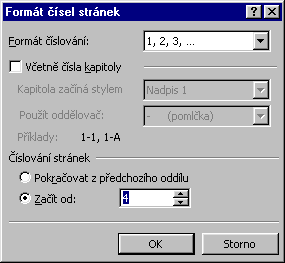 Formát čísel stránek
Formát číslování: 1, 2, 3, ...
Včetně čísla kapitoly
Kapitola začíná stylem Nadpis 1
Použít oddělovač: - (pomlčka)
Příklady: 1-1, 1-A
Číslování stránek
Pokračovat z předchozího oddílu
Začít od: 4
OK Storno